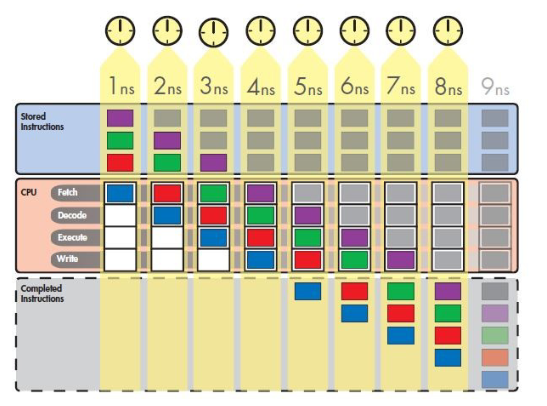 1ns 2ns 3ns 4ns 5ns 6ns 7ns 8ns 9ns
Stored
Instructions
CPU Fetch
Decode
Execute
Write
Completed
Instructions